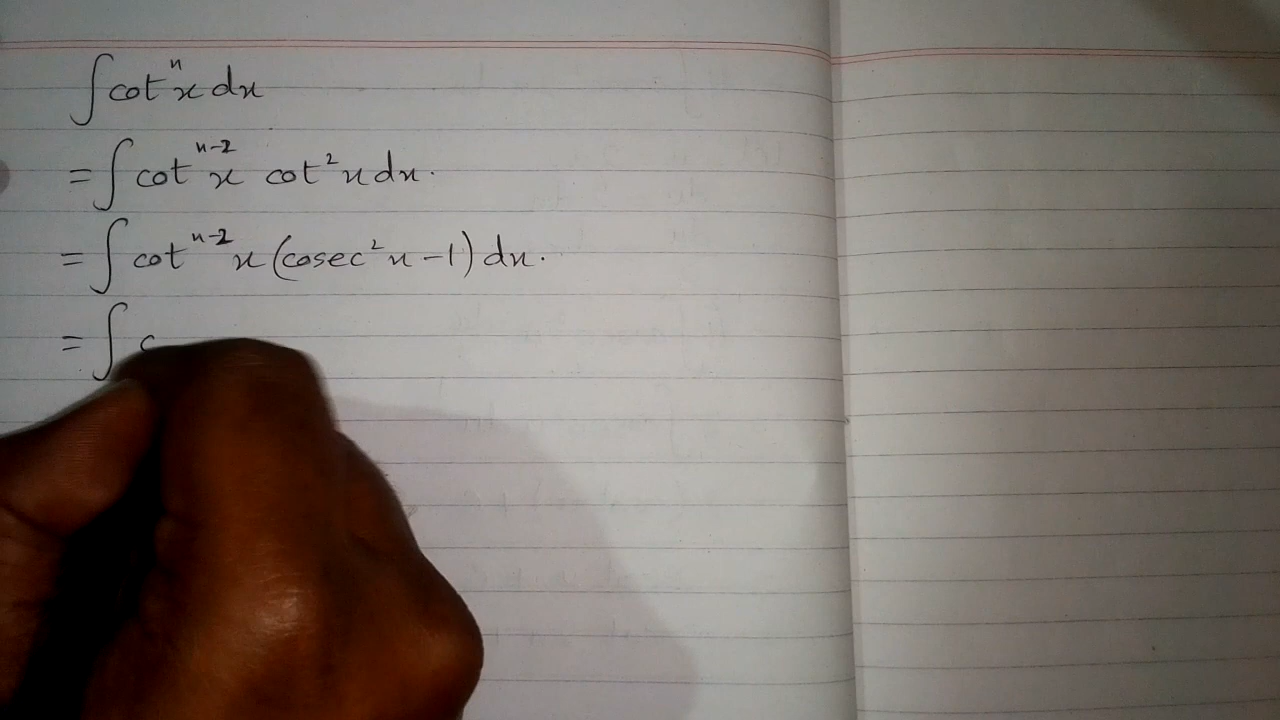 ∫ cotⁿx dx
= ∫ cotⁿ⁻²x cot²x dx.
= ∫ cotⁿ⁻²x (cosec²x - 1) dx.
= ∫ c